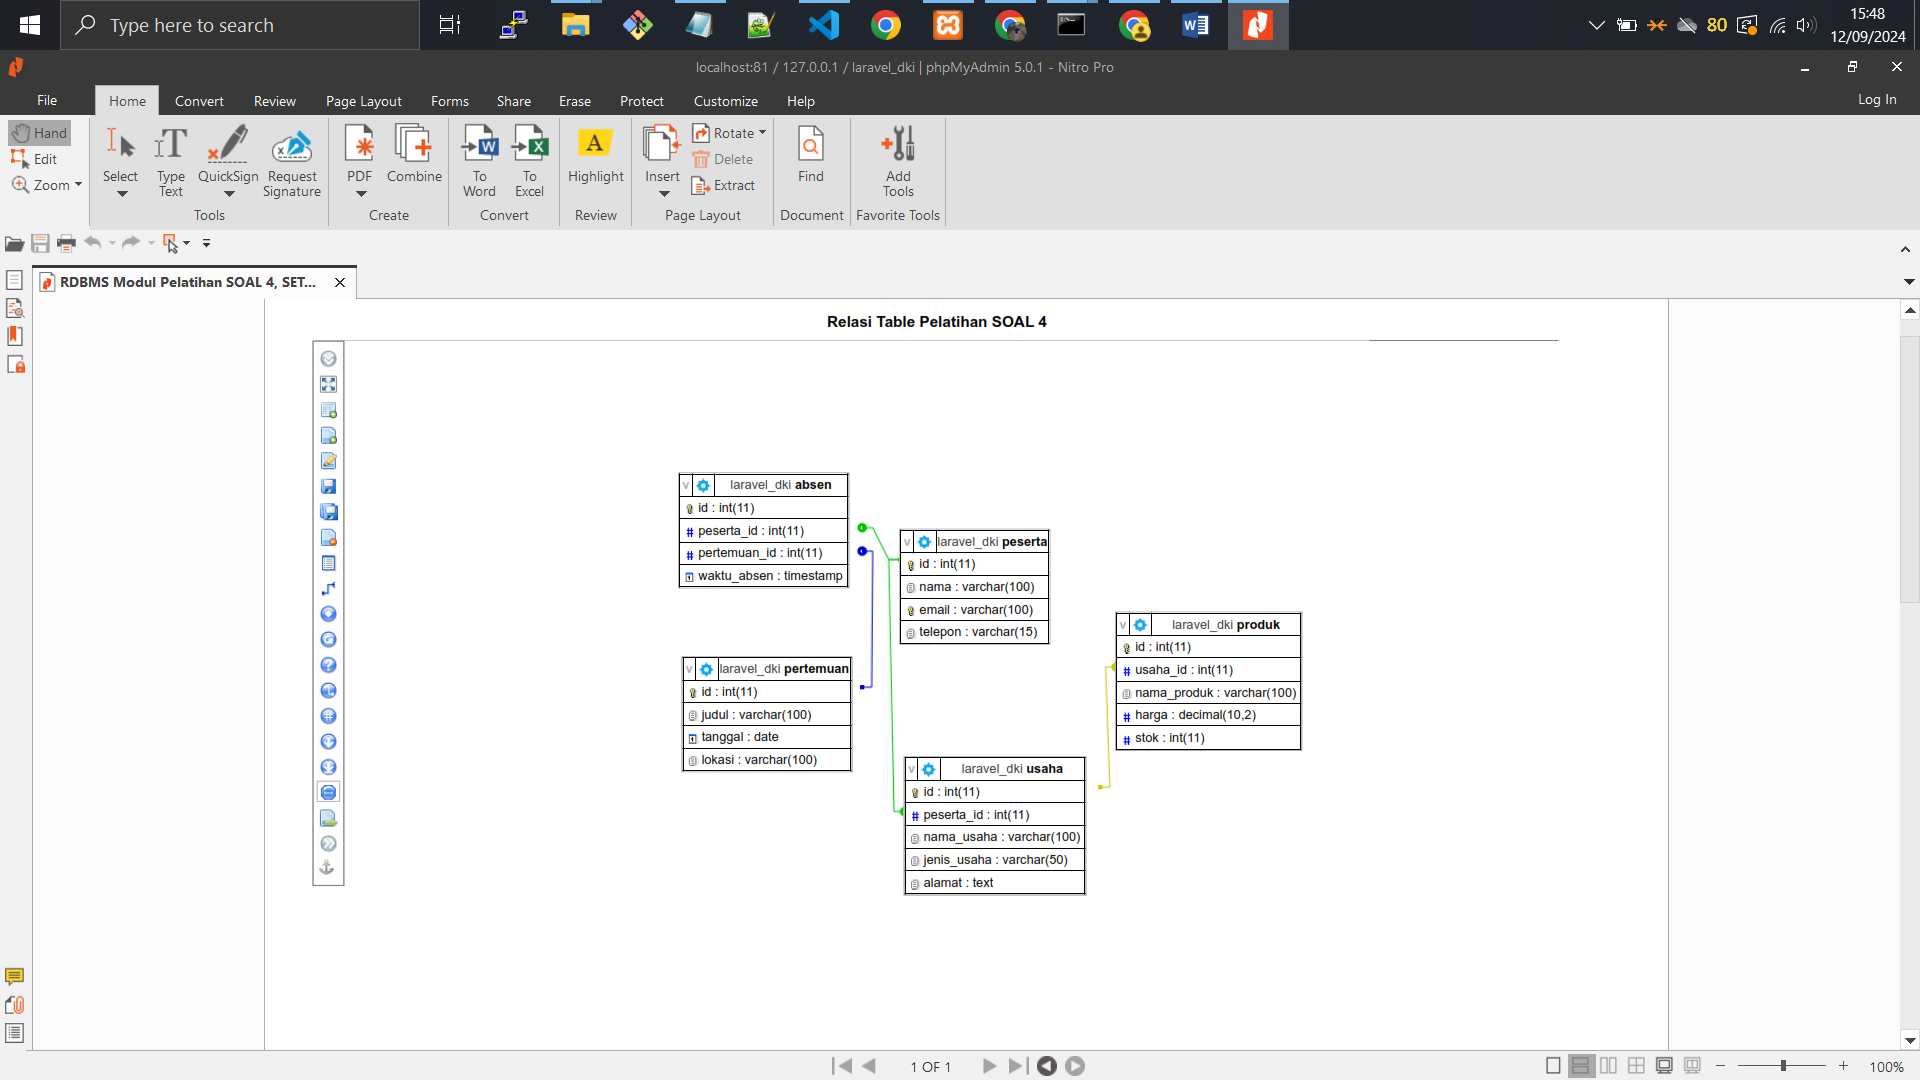 Type here to search
80
15:48
12/09/2024
localhost:81 / 127.0.0.1 / laravel_dki | phpMyAdmin 5.0.1 - Nitro Pro
File
Home
Convert
Review
Page Layout
Forms
Share
Erase
Protect
Customize
Help
Log In
Hand
Edit
Zoom
Select
Type Text
QuickSign
Request Signature
Tools
PDF
Combine
Create
To Word
To Excel
Convert
Highlight
Review
Insert
Rotate
Delete
Extract
Page Layout
Find
Document
Add Tools
Favorite Tools
RDBMS Modul Pelatihan SOAL 4, SET...
Relasi Table Pelatihan SOAL 4
laravel_dki absen
id : int(11)
peserta_id : int(11)
pertemuan_id : int(11)
waktu_absen : timestamp
laravel_dki peserta
id : int(11)
nama : varchar(100)
email : varchar(100)
telepon : varchar(15)
laravel_dki produk
id : int(11)
usaha_id : int(11)
nama_produk : varchar(100)
harga : decimal(10,2)
stok : int(11)
laravel_dki pertemuan
id : int(11)
judul : varchar(100)
tanggal : date
lokasi : varchar(100)
laravel_dki usaha
id : int(11)
peserta_id : int(11)
nama_usaha : varchar(100)
jenis_usaha : varchar(50)
alamat : text
1 OF 1
100%